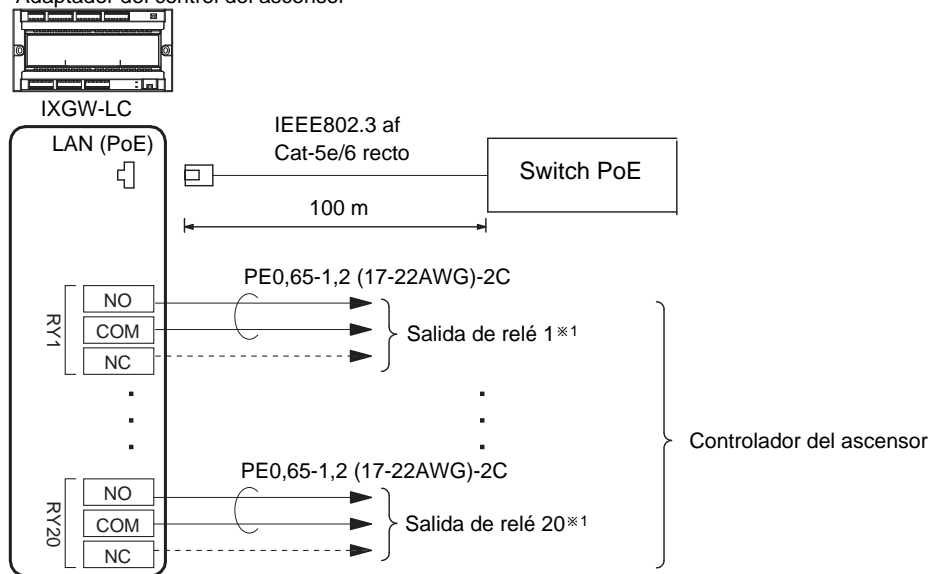 Adaptador del control del ascensor
IXGW-LC
LAN (PoE)
IEEE802.3 af
Cat-5e/6 recto
Switch PoE
100 m
PE0,65-1,2 (17-22AWG)-2C
RY1
NO
COM
NC
Salida de relé 1※1
Controlador del ascensor
PE0,65-1,2 (17-22AWG)-2C
RY20
NO
COM
NC
Salida de relé 20※1